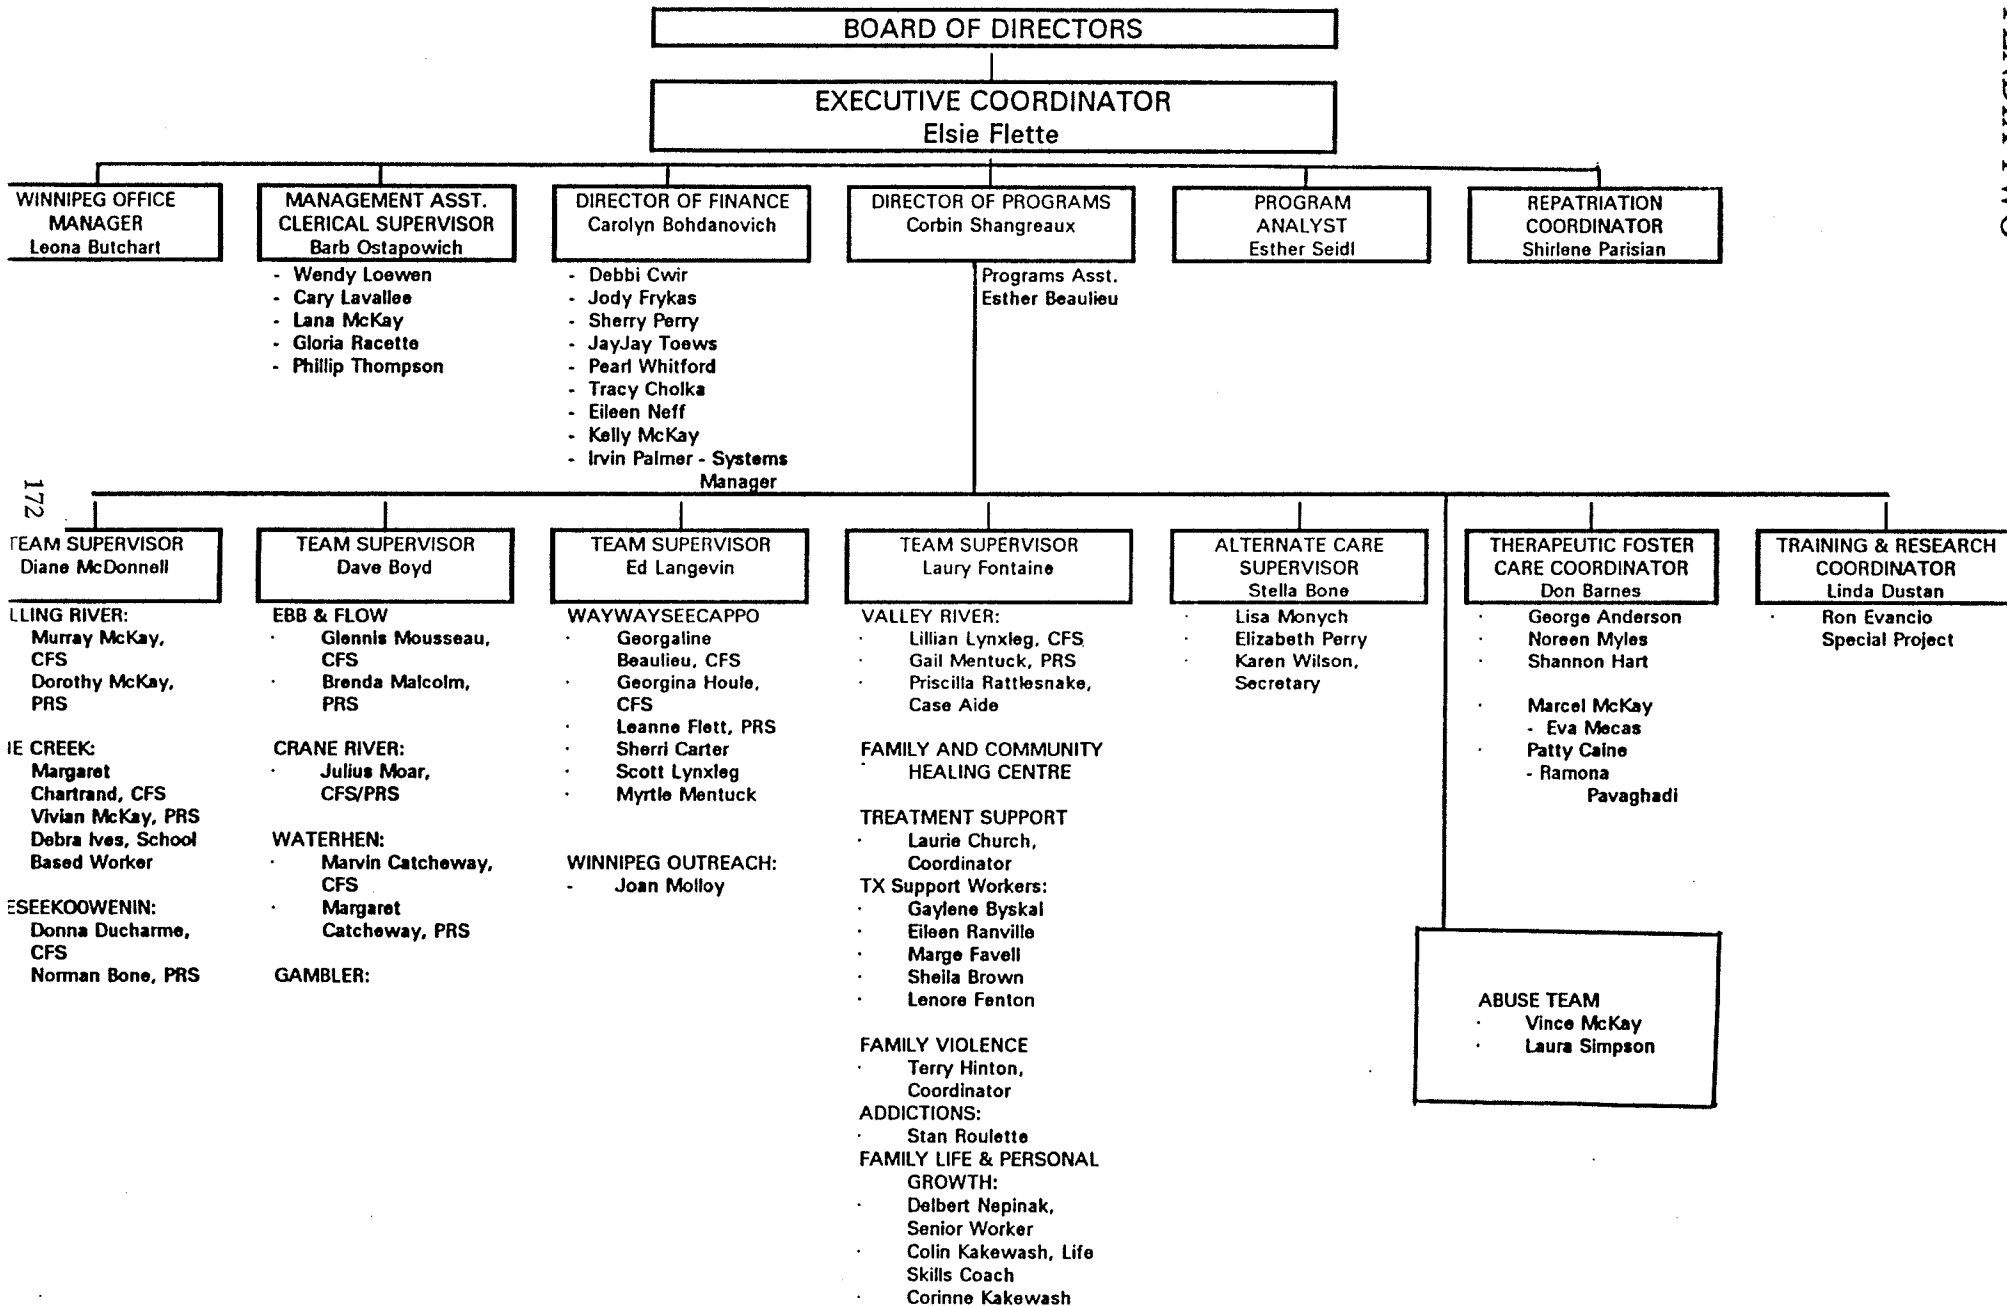 BOARD OF DIRECTORS
EXECUTIVE COORDINATOR
Elsie Flette
WINNIPEG OFFICE
MANAGER
Leona Butchart
MANAGEMENT ASST.
CLERICAL SUPERVISOR
Barb Ostapowich
- Wendy Loewen
- Cary Lavallee
- Lana McKay
- Gloria Racette
- Phillip Thompson
DIRECTOR OF FINANCE
Carolyn Bohdanovich
- Debbi Cwir
- Jody Frykas
- Sherry Perry
- JayJay Toews
- Pearl Whitford
- Tracy Cholka
- Eileen Neff
- Kelly McKay
- Irvin Palmer - Systems
Manager
DIRECTOR OF PROGRAMS
Corbin Shangreaux
Programs Asst.
Esther Beaulieu
PROGRAM
ANALYST
Esther Seidl
REPATRIATION
COORDINATOR
Shirlene Parisian
172
TEAM SUPERVISOR
Diane McDonnell
LLING RIVER:
Murray McKay,
CFS
Dorothy McKay,
PRS
CREEK:
Margaret
Chartrand, CFS
Vivian McKay, PRS
Debra Ives, School
Based Worker
ESEEKOOWENIN:
Donna Ducharme,
CFS
Norman Bone, PRS
TEAM SUPERVISOR
Dave Boyd
EBB & FLOW
· Glennis Mousseau,
CFS
· Brenda Malcolm,
PRS
CRANE RIVER:
· Julius Moar,
CFS/PRS
WATERHEN:
· Marvin Catcheway,
CFS
· Margaret
Catcheway, PRS
GAMBLER:
TEAM SUPERVISOR
Ed Langevin
WAYWAYSEECAPPO
· Georgaline
Beaulieu, CFS
· Georgina Houle,
CFS
· Leanne Flett, PRS
· Sherri Carter
· Scott Lynxleg
· Myrtle Mentuck
WINNIPEG OUTREACH:
- Joan Molloy
TEAM SUPERVISOR
Laury Fontaine
VALLEY RIVER:
· Lillian Lynxleg, CFS
· Gail Mentuck, PRS
· Priscilla Rattlesnake,
Case Aide
FAMILY AND COMMUNITY
HEALING CENTRE
TREATMENT SUPPORT
· Laurie Church,
Coordinator
TX Support Workers:
· Gaylene Byskal
· Eileen Ranville
· Marge Favell
· Sheila Brown
· Lenore Fenton
FAMILY VIOLENCE
· Terry Hinton,
Coordinator
ADDICTIONS:
· Stan Roulette
FAMILY LIFE & PERSONAL
GROWTH:
· Delbert Nepinak,
Senior Worker
· Colin Kakewash, Life
Skills Coach
· Corinne Kakewash
ALTERNATE CARE
SUPERVISOR
Stella Bone
· Lisa Monych
· Elizabeth Perry
· Karen Wilson,
Secretary
THERAPEUTIC FOSTER
CARE COORDINATOR
Don Barnes
· George Anderson
· Noreen Myles
· Shannon Hart
· Marcel McKay
- Eva Mecas
· Patty Caine
- Ramona
Pavaghadi
TRAINING & RESEARCH
COORDINATOR
Linda Dustan
· Ron Evancio
Special Project
ABUSE TEAM
· Vince McKay
· Laura Simpson